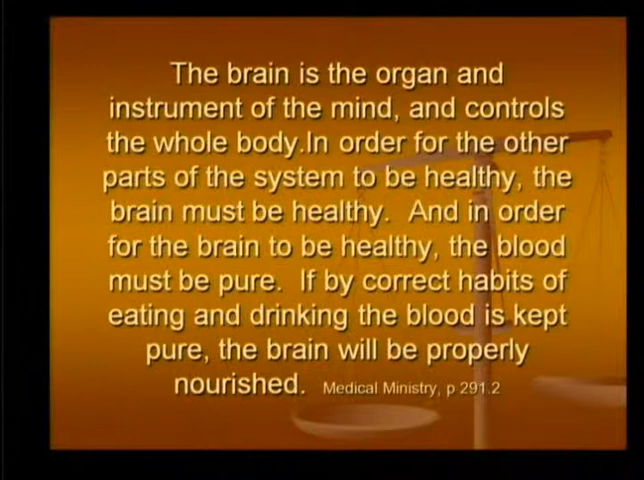 The brain is the organ and
instrument of the mind, and controls
the whole body.In order for the other
parts of the system to be healthy, the
brain must be healthy. And in order
for the brain to be healthy, the blood
must be pure. If by correct habits of
eating and drinking the blood is kept
pure, the brain will be properly
nourished. Medical Ministry, p 291.2